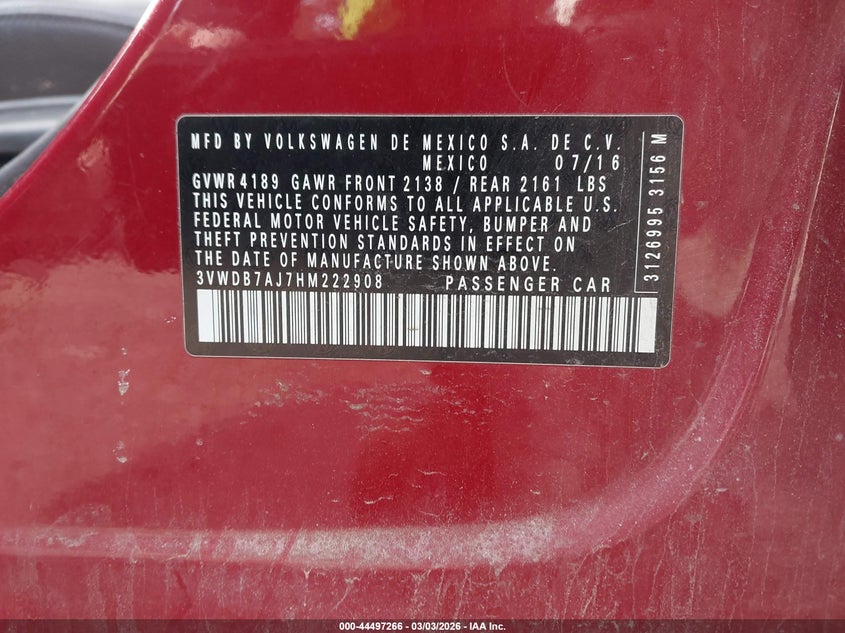 MFD BY VOLKSWAGEN DE MEXICO S.A. DE C.V.
MEXICO 07/16
GVWR 4189 GAWR FRONT 2138 / REAR 2161 LBS
THIS VEHICLE CONFORMS TO ALL APPLICABLE U.S.
FEDERAL MOTOR VEHICLE SAFETY, BUMPER AND
THEFT PREVENTION STANDARDS IN EFFECT ON
THE DATE OF MANUFACTURE SHOWN ABOVE.
3VWDB7AJ7HM222908 PASSENGER CAR
3126995 3156 M
000-44497266 - 03/03/2026 - IAA Inc.